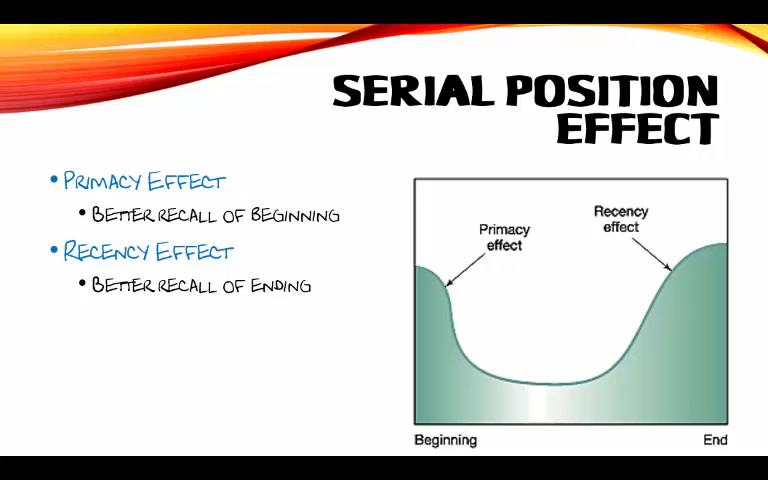 SERIAL POSITION
EFFECT
• PRIMACY EFFECT
• BETTER RECALL OF BEGINNING
• RECENCY EFFECT
• BETTER RECALL OF ENDING
Primacy
effect
Recency
effect
Beginning
End